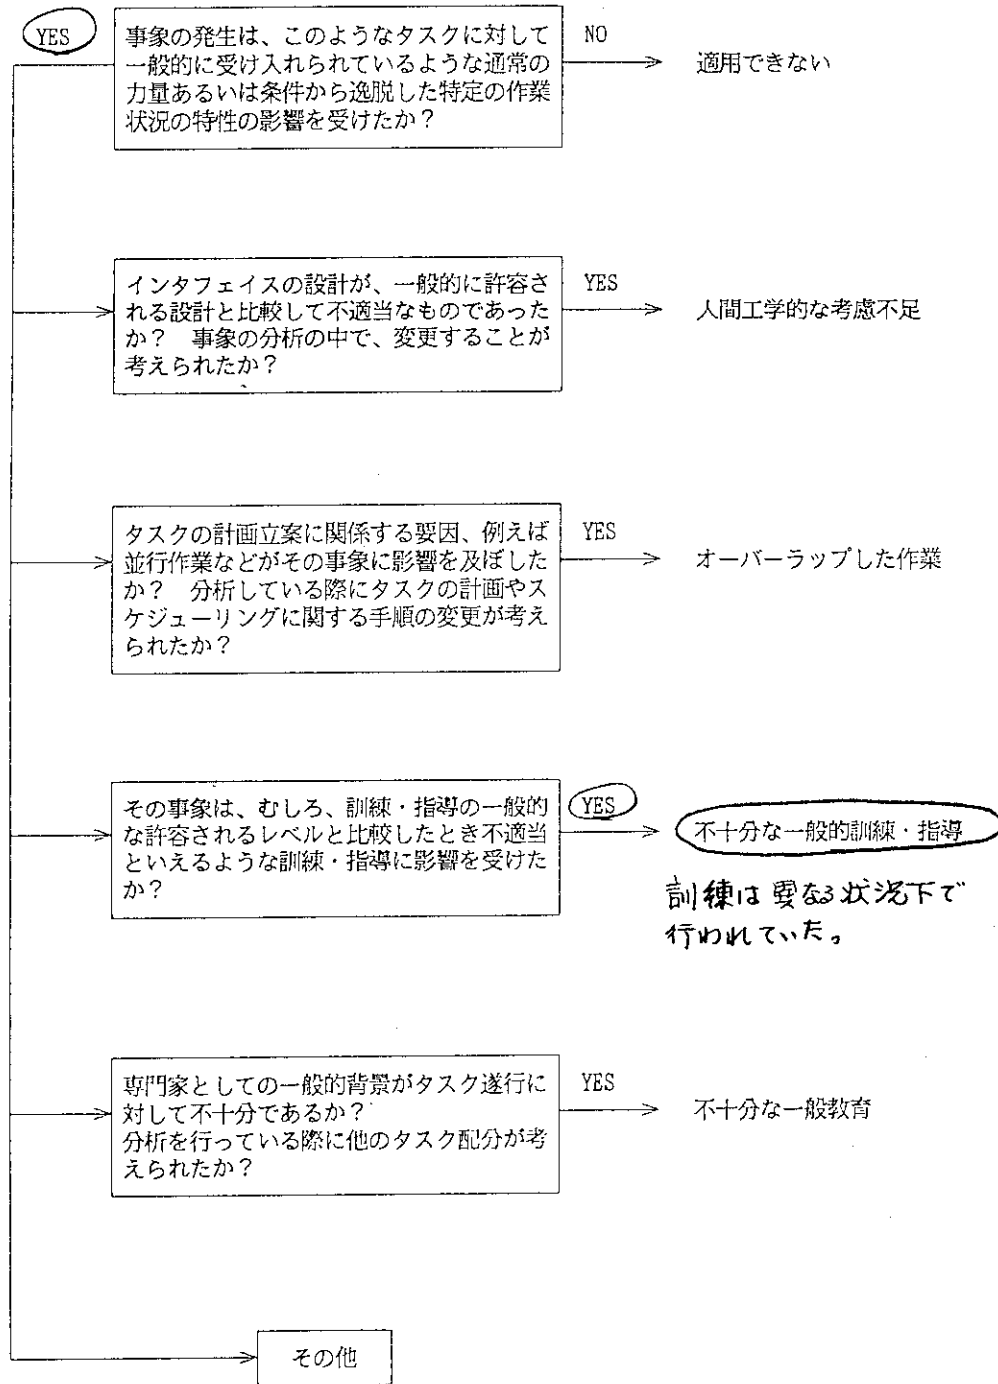 YES
事象の発生は、このようなタスクに対して
一般的に受け入れられているような通常の
力量あるいは条件から逸脱した特定の作業
状況の特性の影響を受けたか?
NO
適用できない
インタフェイスの設計が、一般的に許容さ
れる設計と比較して不適当なものであった
か? 事象の分析の中で、変更することが
考えられたか?
YES
人間工学的な考慮不足
タスクの計画立案に関係する要因、例えば
並行作業などがその事象に影響を及ぼした
か? 分析している際にタスクの計画やス
ケジューリングに関する手順の変更が考え
られたか?
YES
オーバーラップした作業
その事象は、むしろ、訓練・指導の一般的
な許容されるレベルと比較したとき不適当
といえるような訓練・指導に影響を受けた
か?
YES
不十分な一般的訓練・指導
訓練は異なる状況下で
行われていた。
専門家としての一般的背景がタスク遂行に
対して不十分であるか?
分析を行っている際に他のタスク配分が考
えられたか?
YES
不十分な一般教育
その他